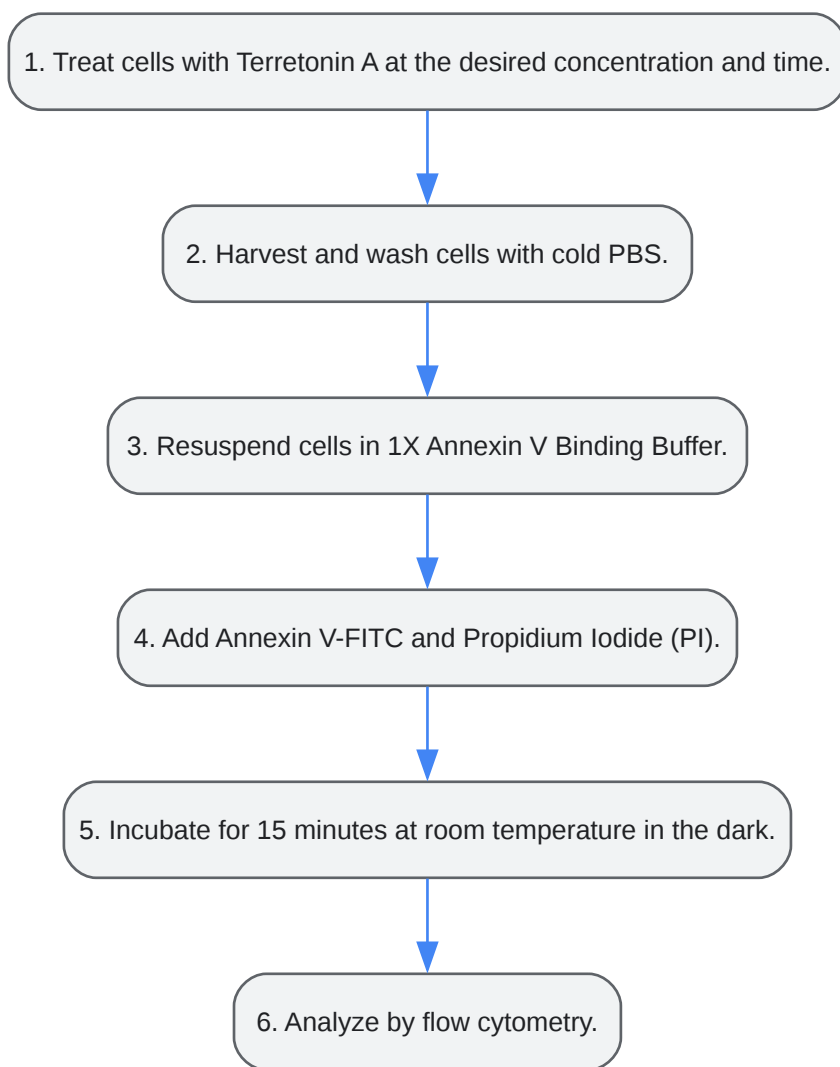 1. Treat cells with Terretonin A at the desired concentration and time.
2. Harvest and wash cells with cold PBS.
3. Resuspend cells in 1X Annexin V Binding Buffer.
4. Add Annexin V-FITC and Propidium Iodide (PI).
5. Incubate for 15 minutes at room temperature in the dark.
6. Analyze by flow cytometry.